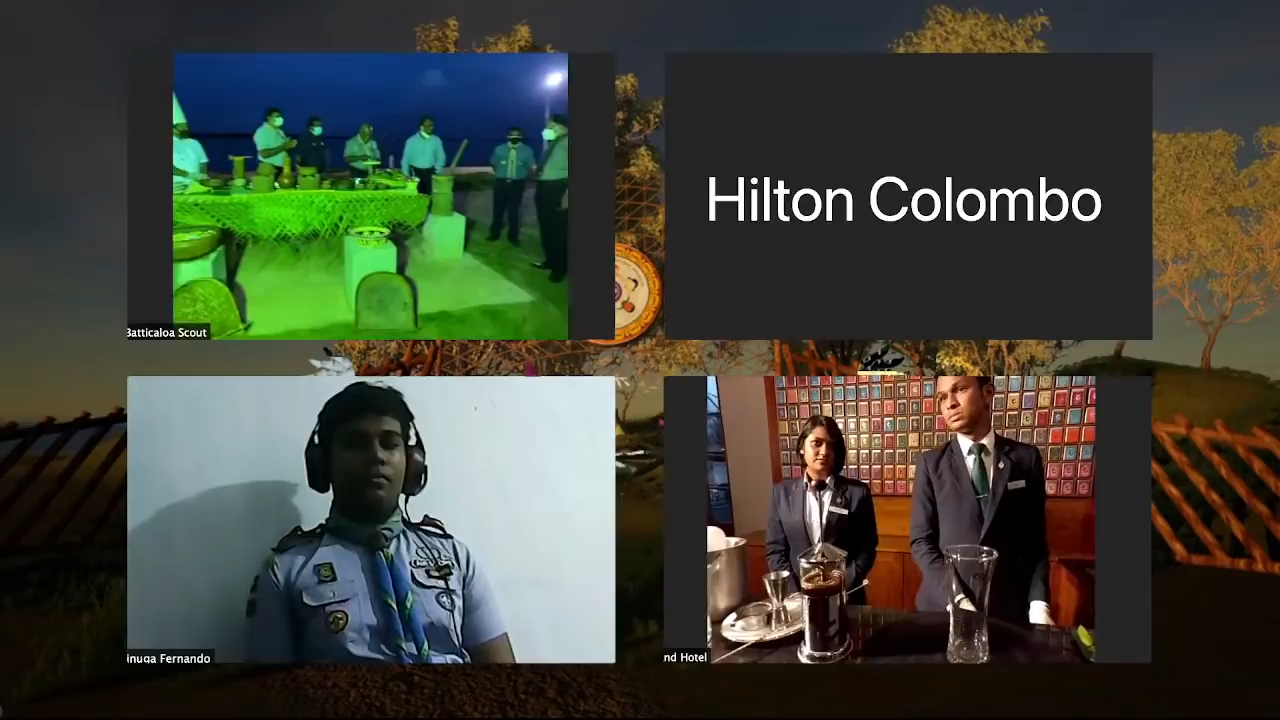 Hilton Colombo
Batticaloa Scout
inuga Fernando
nd Hotel